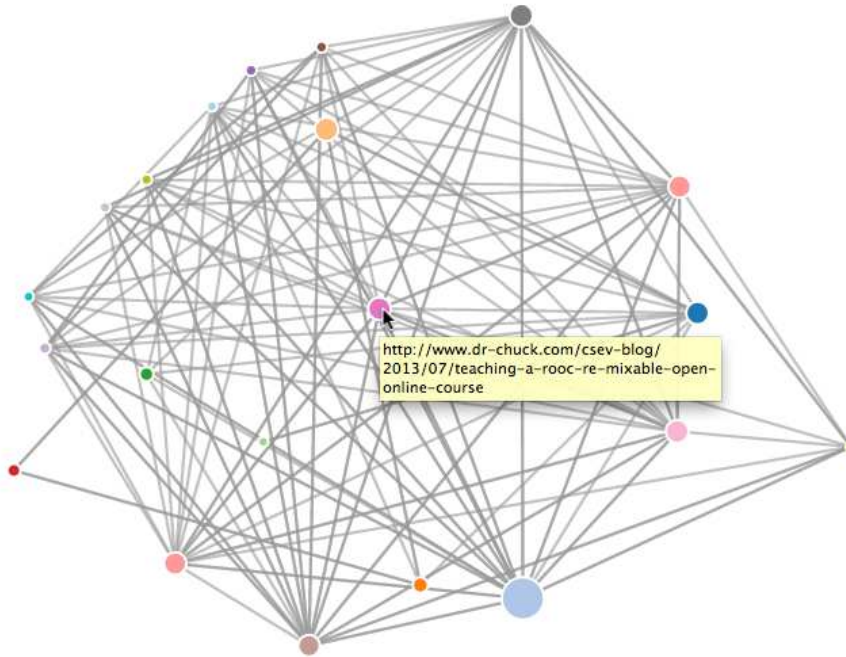 http://www.dr-chuck.com/csev-blog/
2013/07/teaching-a-rooc-re-mixable-open-
online-course